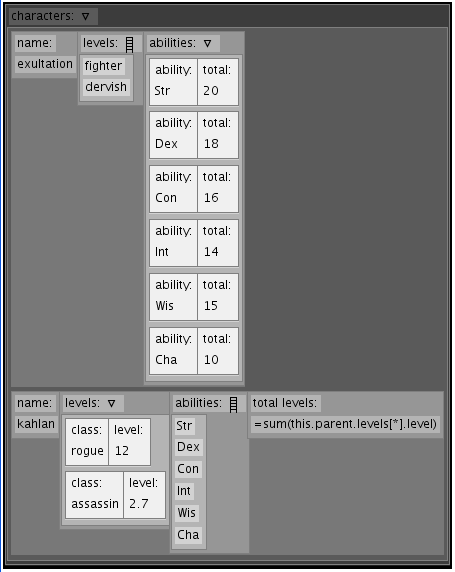 characters: ▽
name: levels: abilities: ▽
exultation fighter ability: total:
dervish Str 20
ability: total:
Dex 18
ability: total:
Con 16
ability: total:
Int 14
ability: total:
Wis 15
ability: total:
Cha 10
name: levels: ▽ abilities: total levels:
kahlan class: level: Str =sum(this.parent.levels[*].level)
rogue 12 Dex
Con
class: level: Int
assassin 2.7 Wis
Cha